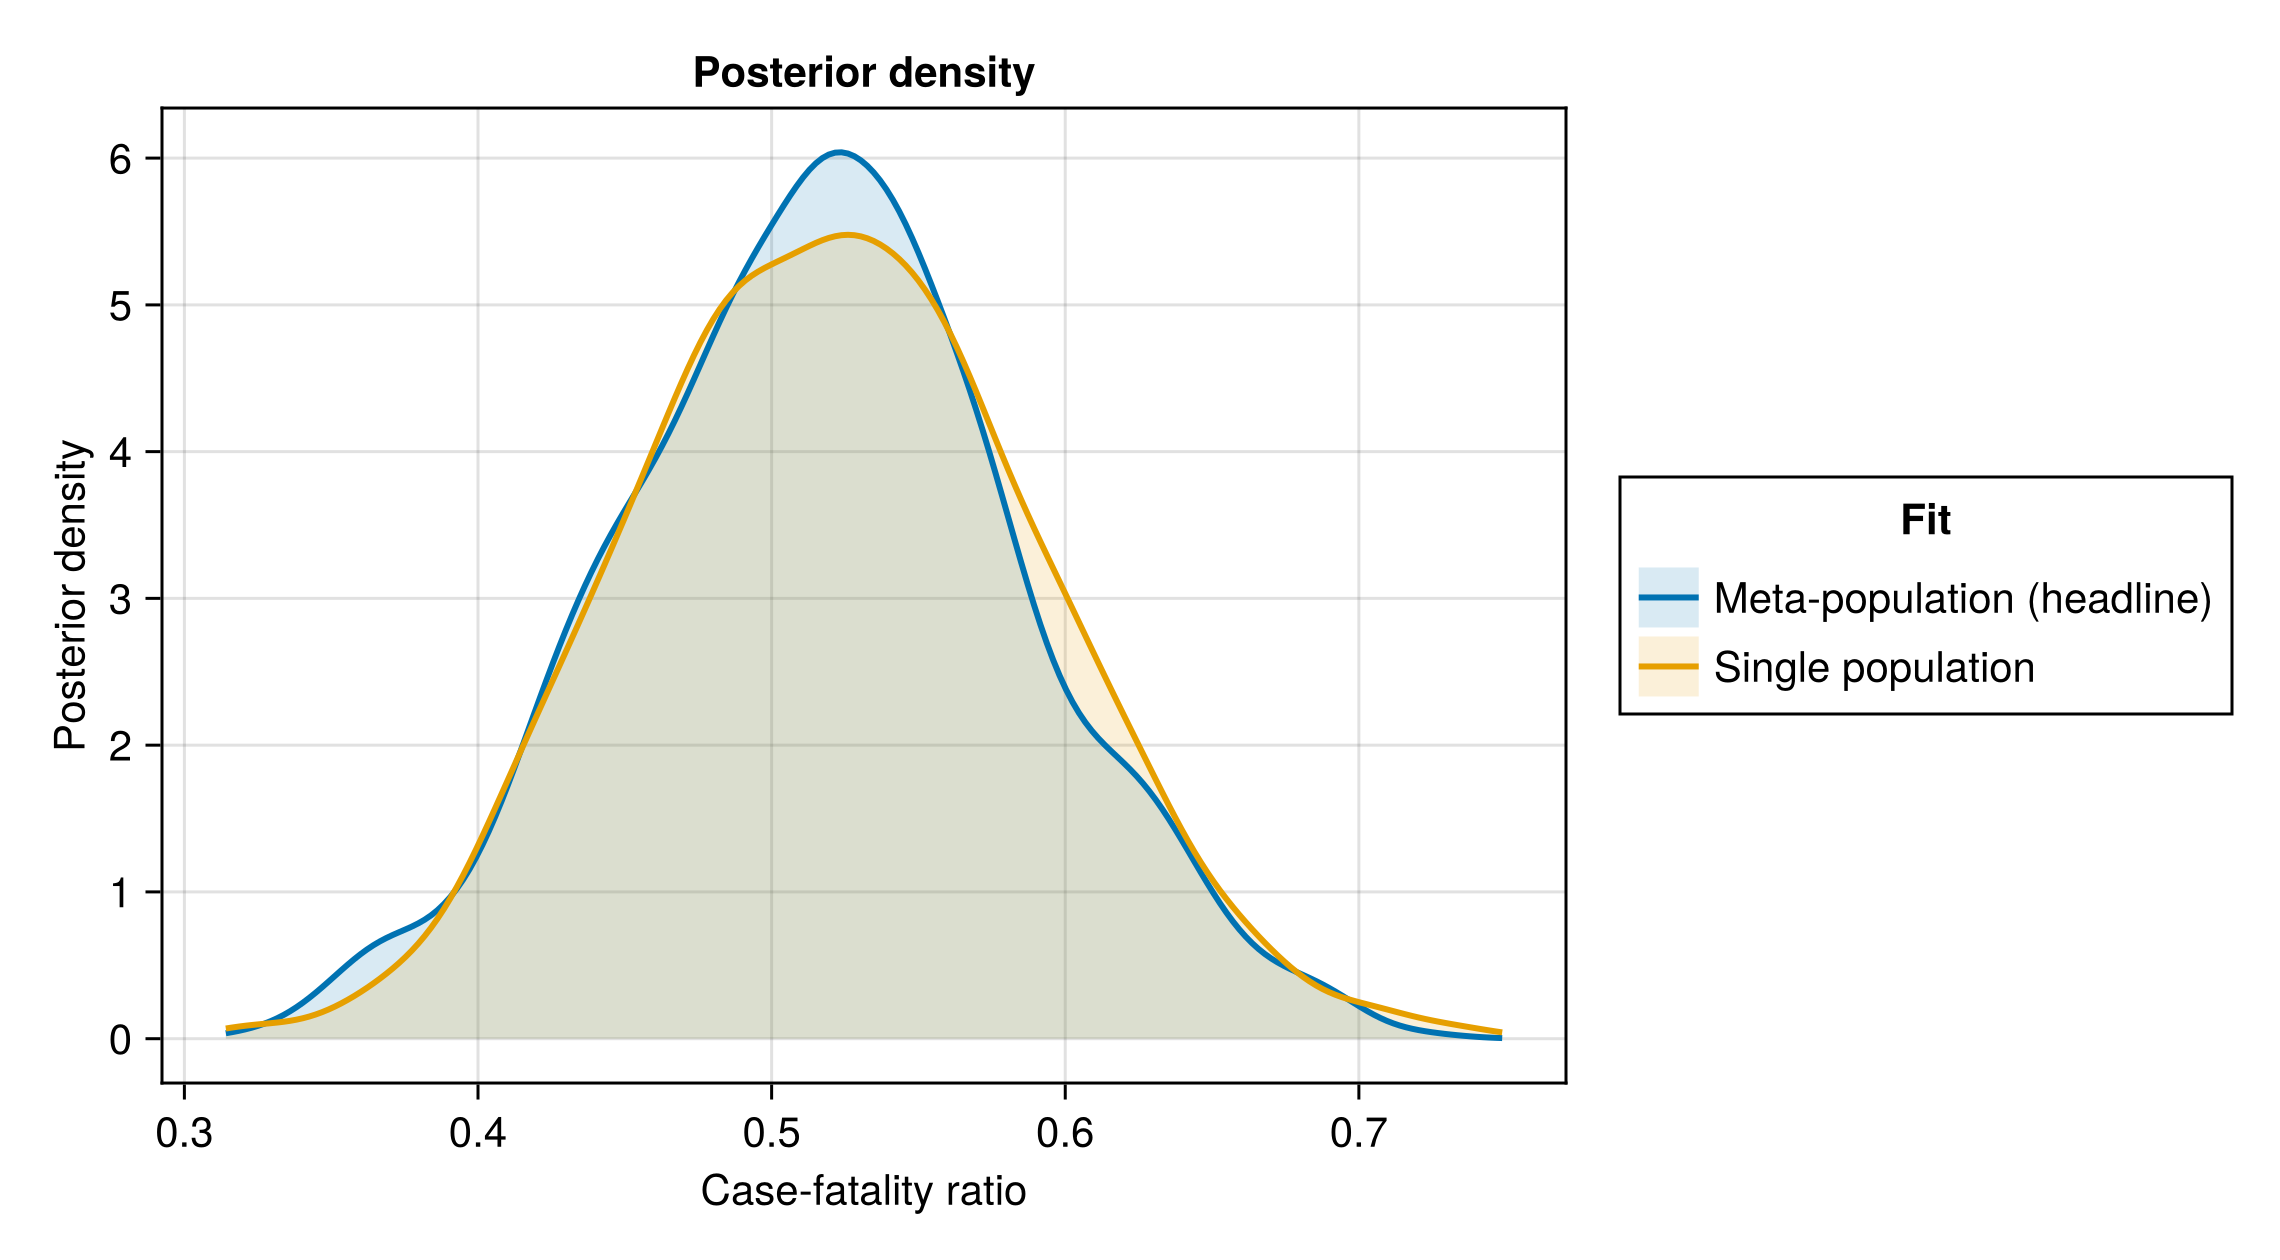 Posterior density
Posterior density
6
5
4
3
2
1
0
0.3 0.4 0.5 0.6 0.7
Case-fatality ratio
Fit
Meta-population (headline)
Single population